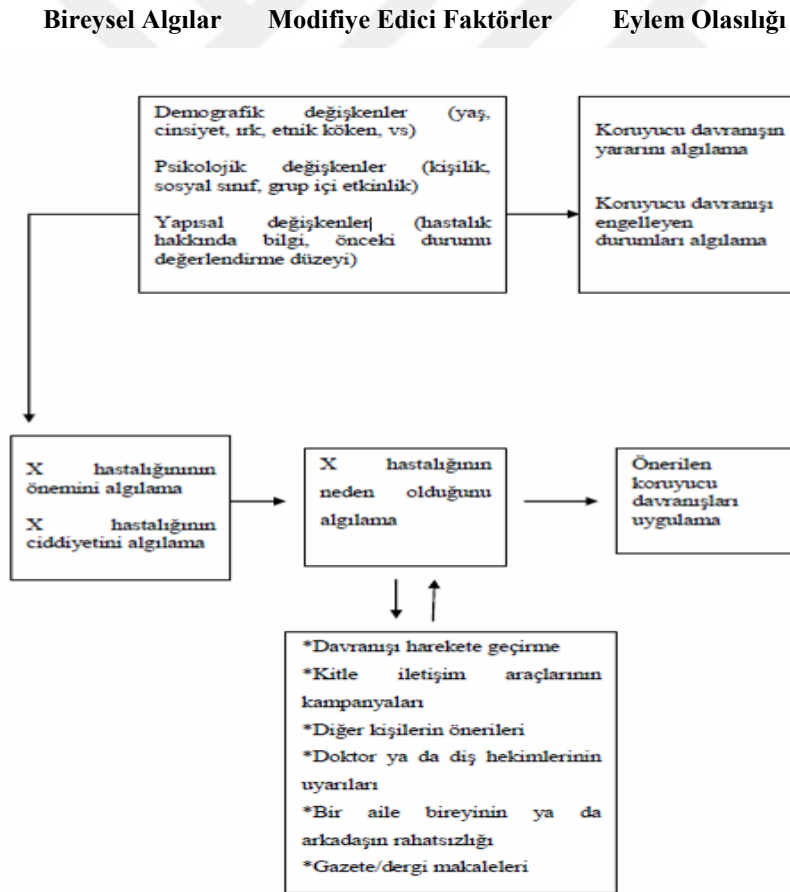 Bireysel Algılar Modifiye Edici Faktörler Eylem Olasılığı
Demografik değişkenler (yaş,
cinsiyet, ırk, etnik köken, vs)
Psikolojik değişkenler (kişilik,
sosyal sınıf, grup içi etkinlik)
Yapısal değişkenler| (hastalık
hakkında bilgi, önceki durumu
değerlendirme düzeyi)
Koruyucu davranışın
yararını algılama
Koruyucu davranışı
engelleyen
durumları algılama
X hastalığınının
önemini algılama
X hastalığının
ciddiyetini algılama
X hastalığının
neden olduğunu
algılama
Önerilen
koruyucu
davranışları
uygulama
*Davranışı harekete geçirme
*Kitle iletişim araçlarının
kampanyaları
*Diğer kişilerin önerileri
*Doktor ya da diş hekimlerinin
uyarıları
*Bir aile bireyinin ya da
arkadaşın rahatsızlığı
*Gazete/dergi makaleleri